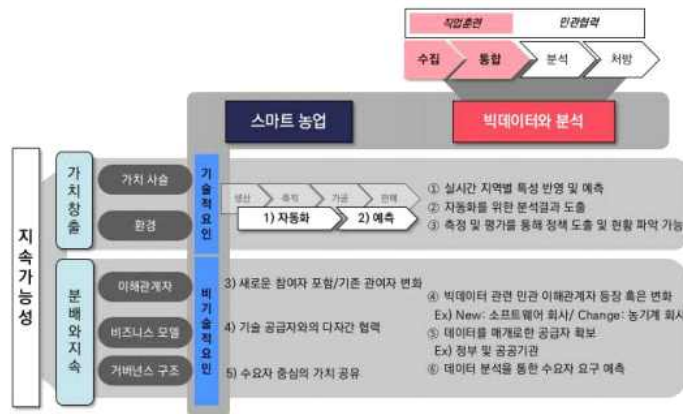 직업훈련 민관협력
수집 통합 분석 처방
스마트 농업 빅데이터와 분석
지속가능성
가치창출
가치 사슬
환경
기술적요인
생산 축적 가공 판매
1) 자동화 2) 예측
① 실시간 지역별 특성 반영 및 예측
② 자동화를 위한 분석결과 도출
③ 측정 및 평가를 통해 정책 도출 및 현황 파악 가능
분배와지속
이해관계자
비즈니스 모델
거버넌스 구조
비기술적요인
3) 새로운 참여자 포함/기존 관여자 변화
4) 기술 공급자와의 다자간 협력
5) 수요자 중심의 가치 공유
④ 빅데이터 관련 민관 이해관계자 등장 혹은 변화
Ex) New: 소프트웨어 회사/ Change: 농기계 회사
⑤ 데이터를 매개로한 공급자 확보
Ex) 정부 및 공공기관
⑥ 데이터 분석을 통한 수요자 요구 예측